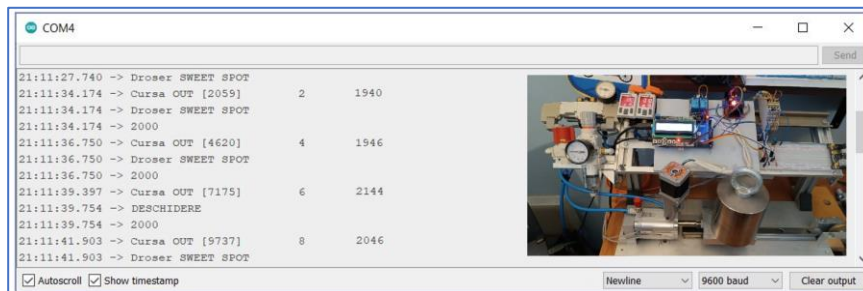 COM4
Send
21:11:27.740 -> Droser SWEET SPOT
21:11:34.174 -> Cursa OUT [2059] 2 1940
21:11:34.174 -> Droser SWEET SPOT
21:11:34.174 -> 2000
21:11:36.750 -> Cursa OUT [4620] 4 1946
21:11:36.750 -> Droser SWEET SPOT
21:11:36.750 -> 2000
21:11:39.397 -> Cursa OUT [7175] 6 2144
21:11:39.754 -> DESCHIDERE
21:11:39.754 -> 2000
21:11:41.903 -> Cursa OUT [9737] 8 2046
21:11:41.903 -> Droser SWEET SPOT
Autoscroll Show timestamp Newline 9600 baud Clear output